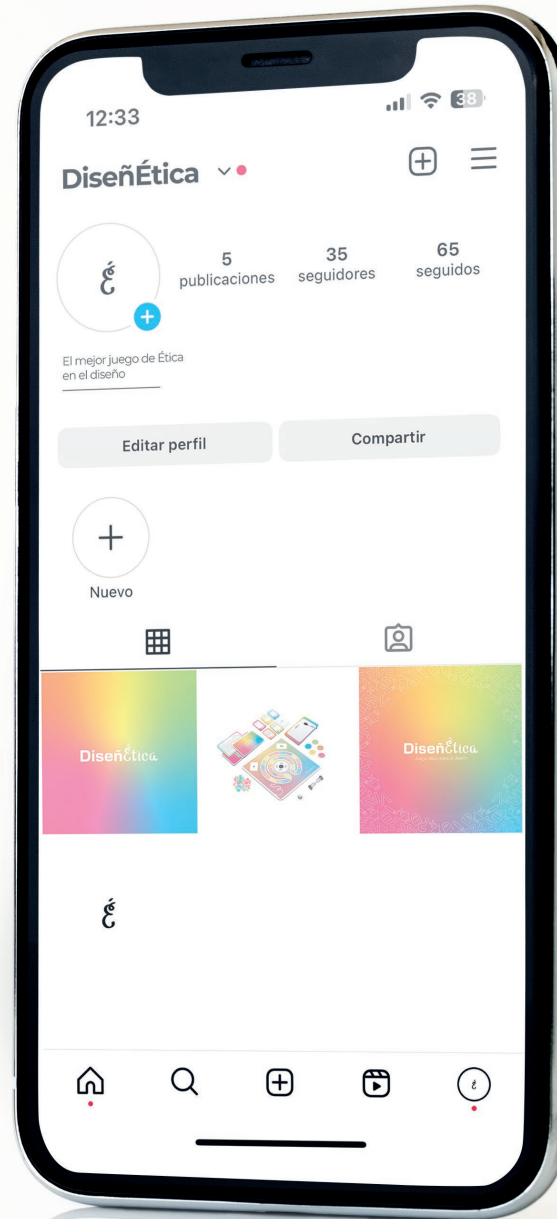 12:33
38
DiseñÉtica
5
publicaciones
35
seguidores
65
seguidos
É
El mejor juego de Ética
en el diseño
Editar perfil
Compartir
Nuevo
DiseñÉtica
DiseñÉtica
É
É